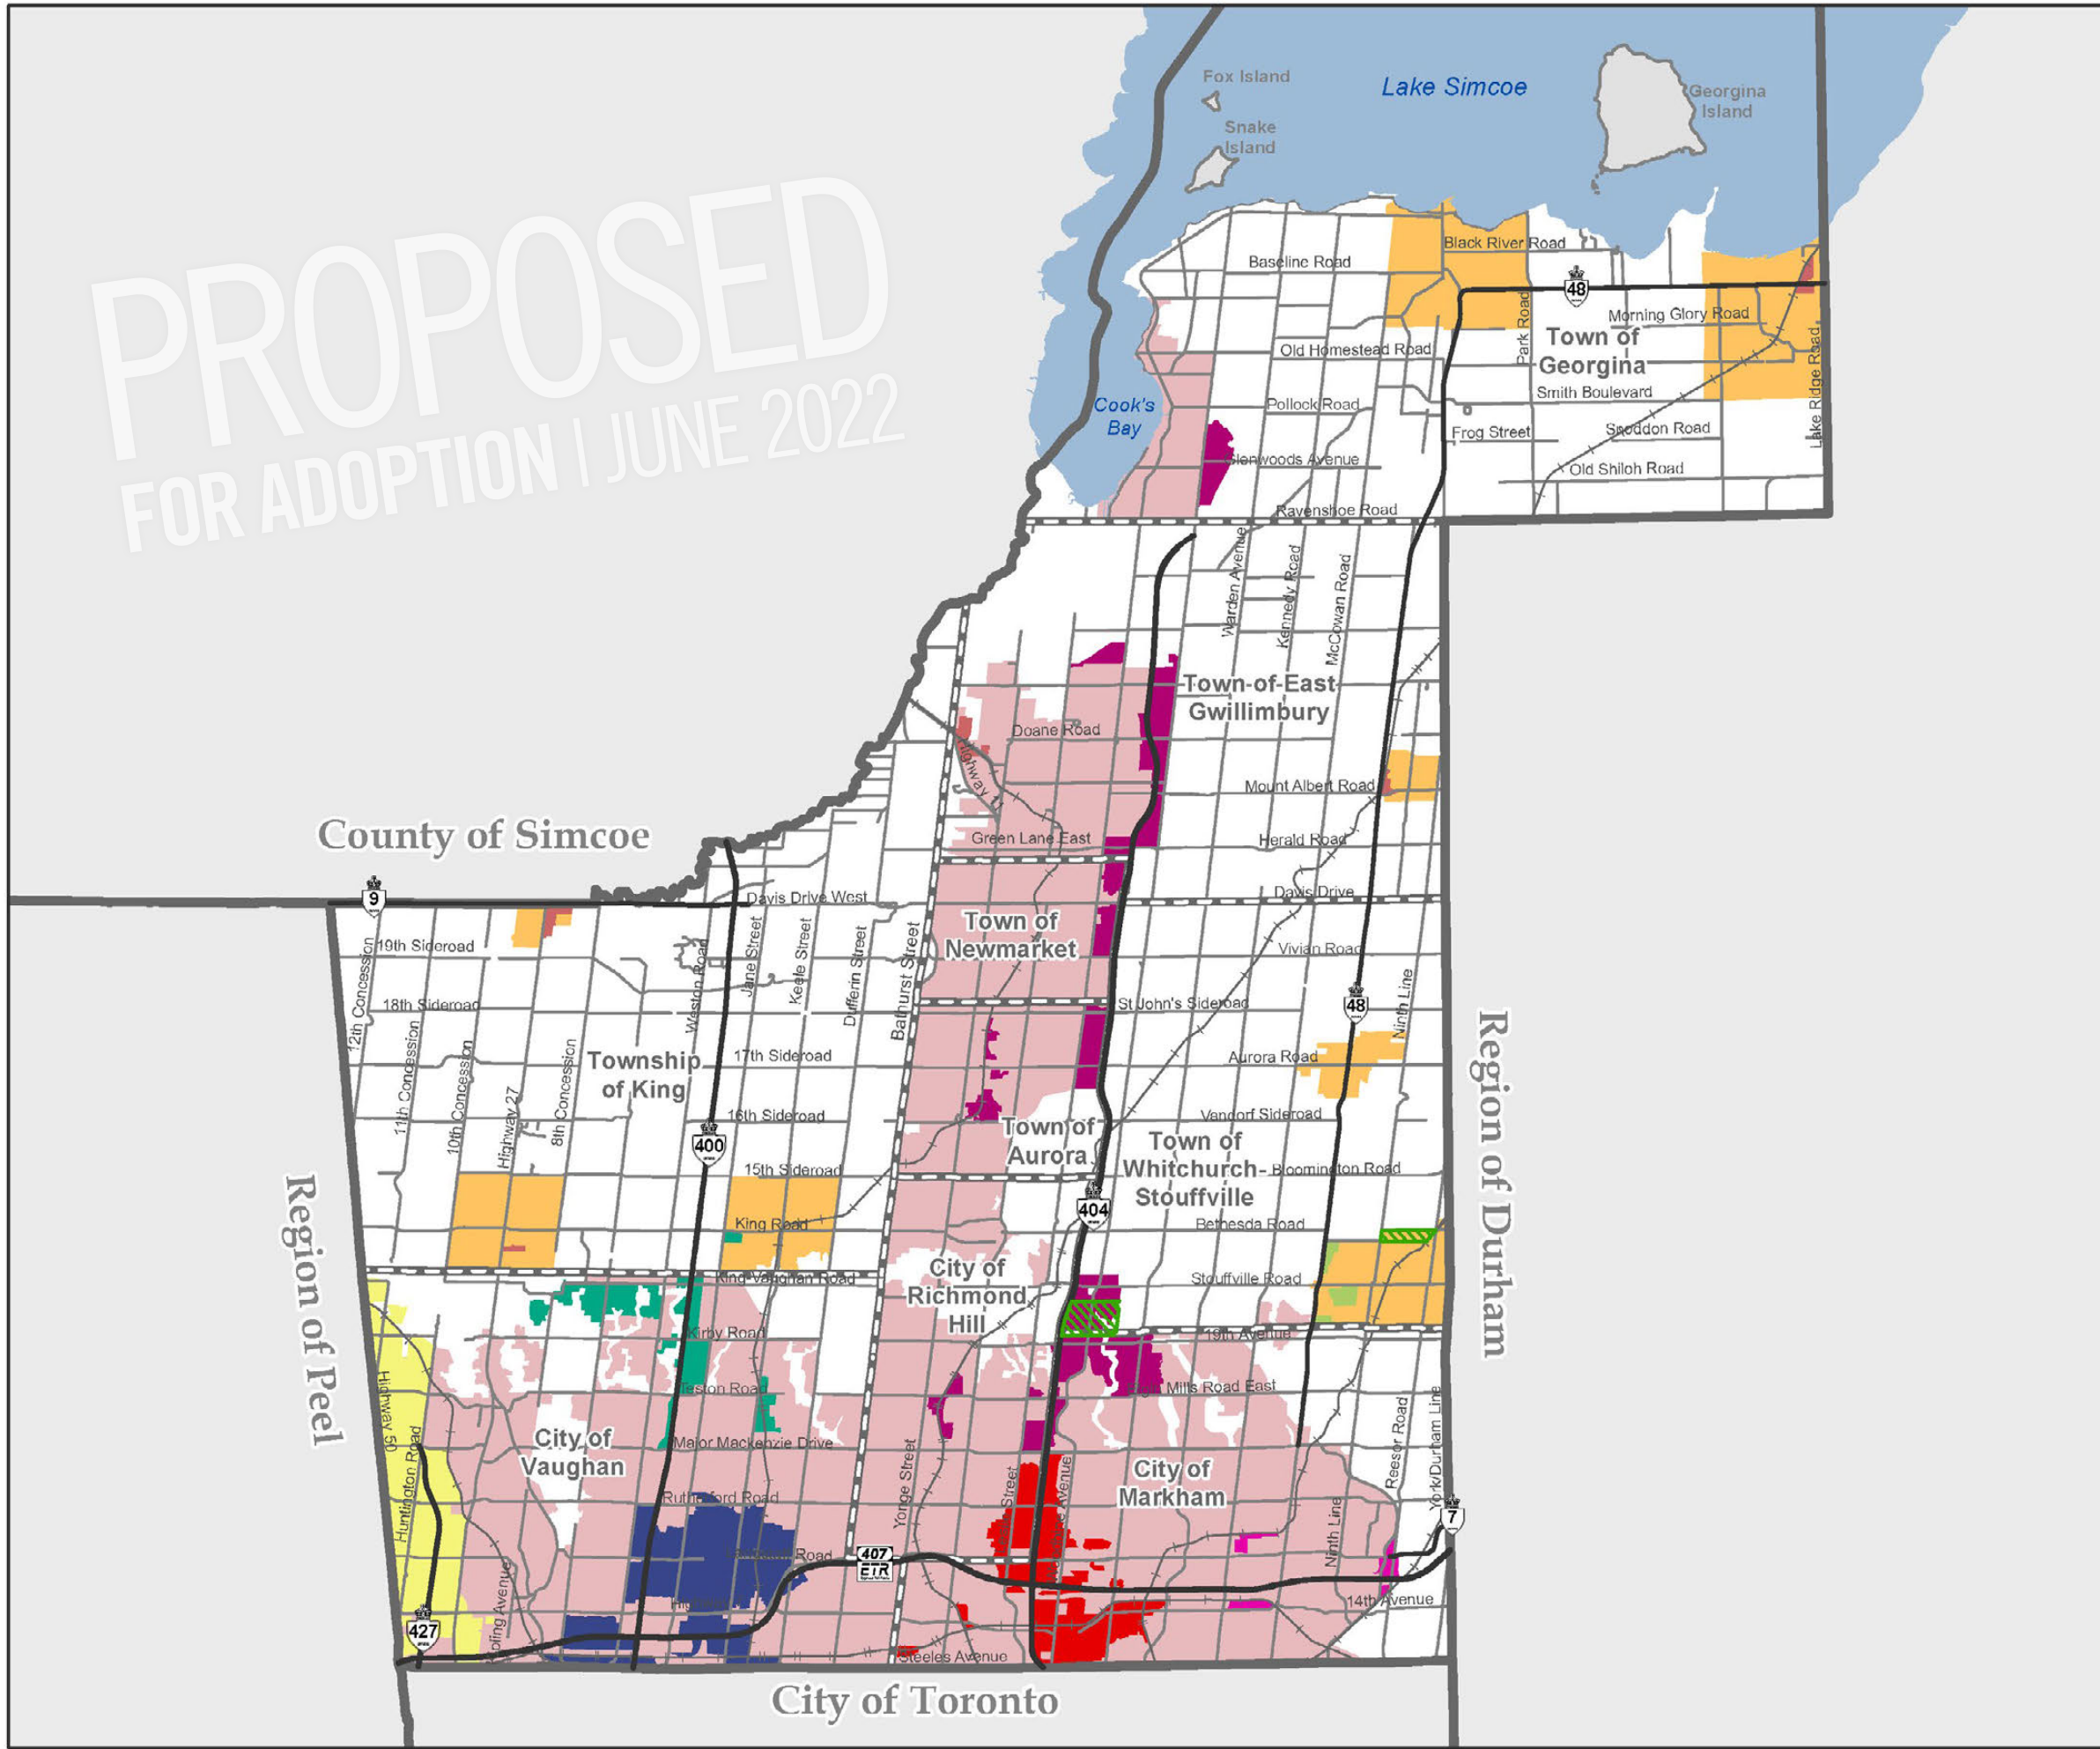 PROPOSED
FOR ADOPTION | JUNE 2022
Fox Island
Lake Simcoe
Georgina
Island
Snake
Island
Black River Road
Baseline Road
48
Morning Glory Road
Park Road
Town of
Georgina
Old Homestead Road
Lake Ridge Road
Smith Boulevard
Cook's
Bay
Pollock Road
Frog Street
Snoddon Road
Glenwoods Avenue
Old Shiloh Road
Ravenshoe Road
Warden Avenue
Kennedy Road
McCowan Road
Town of East
Gwillimbury
Doane Road
Highway 11
Mount Albert Road
County of Simcoe
Green Lane East
Herald Road
9
Davis Drive West
Davis Drive
19th Sideroad
Town of
Newmarket
Vivian Road
12th Concession
Weston Road
Jane Street
Keele Street
Dufferin Street
Bathurst Street
18th Sideroad
St John's Sideroad
48
Ninth Line
11th Concession
10th Concession
Highway 27
8th Concession
Township
of King
17th Sideroad
Aurora Road
16th Sideroad
Vandorf Sideroad
400
Town of
Aurora
Town of
Whitchurch-
Stouffville
15th Sideroad
Bloomington Road
404
King Road
Bethesda Road
Region of Peel
Region of Durham
City of
Richmond
Hill
King-Vaughan Road
Stouffville Road
Kirby Road
19th Avenue
Teston Road
Mills Road East
Highway 50
Huntington Road
City of
Vaughan
Major Mackenzie Drive
Yonge Street
Street
Avenue
City of
Markham
Reesor Road
York/Durham Line
Rutherford Road
7
Ninth Line
Road
407
ETR
14th Avenue
427
Steeles Avenue
City of Toronto